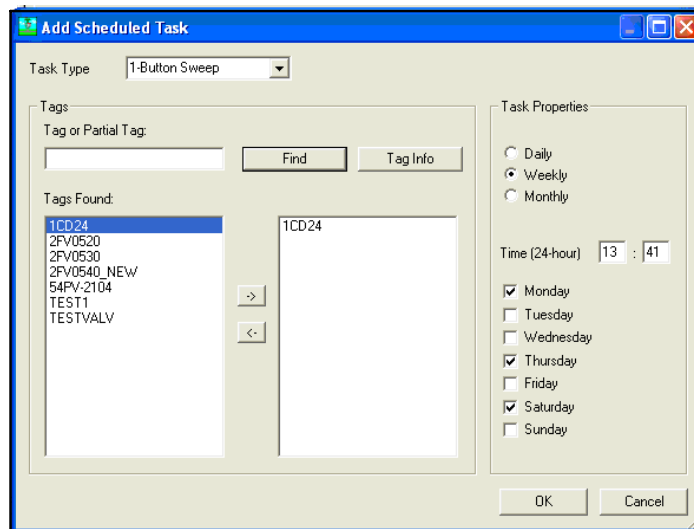 Add Scheduled Task
Task Type 1-Button Sweep
Tags
Tag or Partial Tag:
Find Tag Info
Tags Found:
1CD24
2FV0520
2FV0530
2FV0540_NEW
54PV-2104
TEST1
TESTVALV
->
<-
1CD24
Task Properties
Daily
Weekly
Monthly
Time (24-hour) 13 : 41
Monday
Tuesday
Wednesday
Thursday
Friday
Saturday
Sunday
OK Cancel